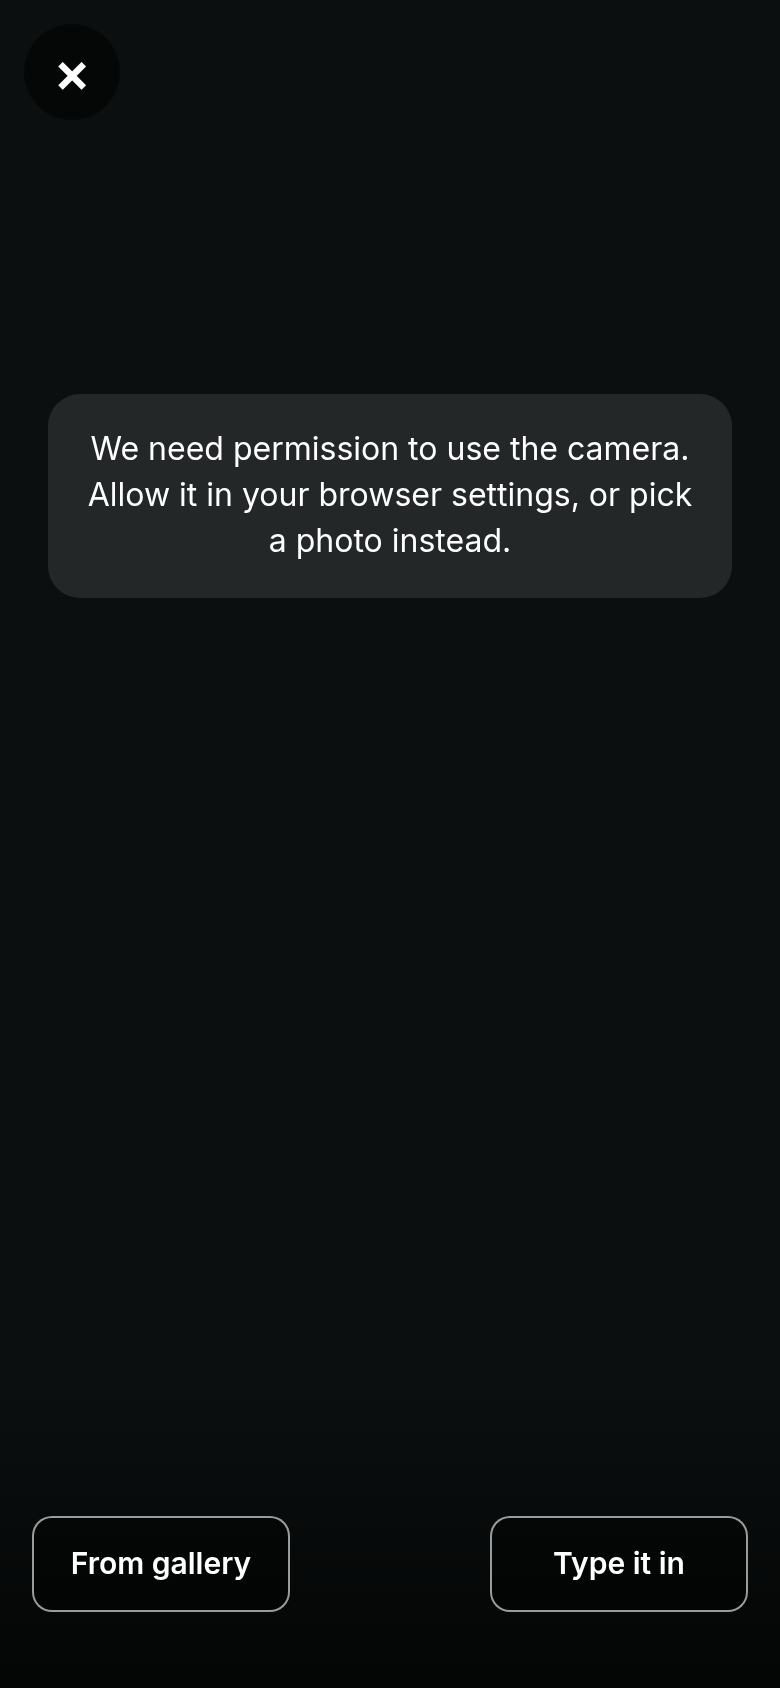 We need permission to use the camera.
Allow it in your browser settings, or pick
a photo instead.
From gallery
Type it in